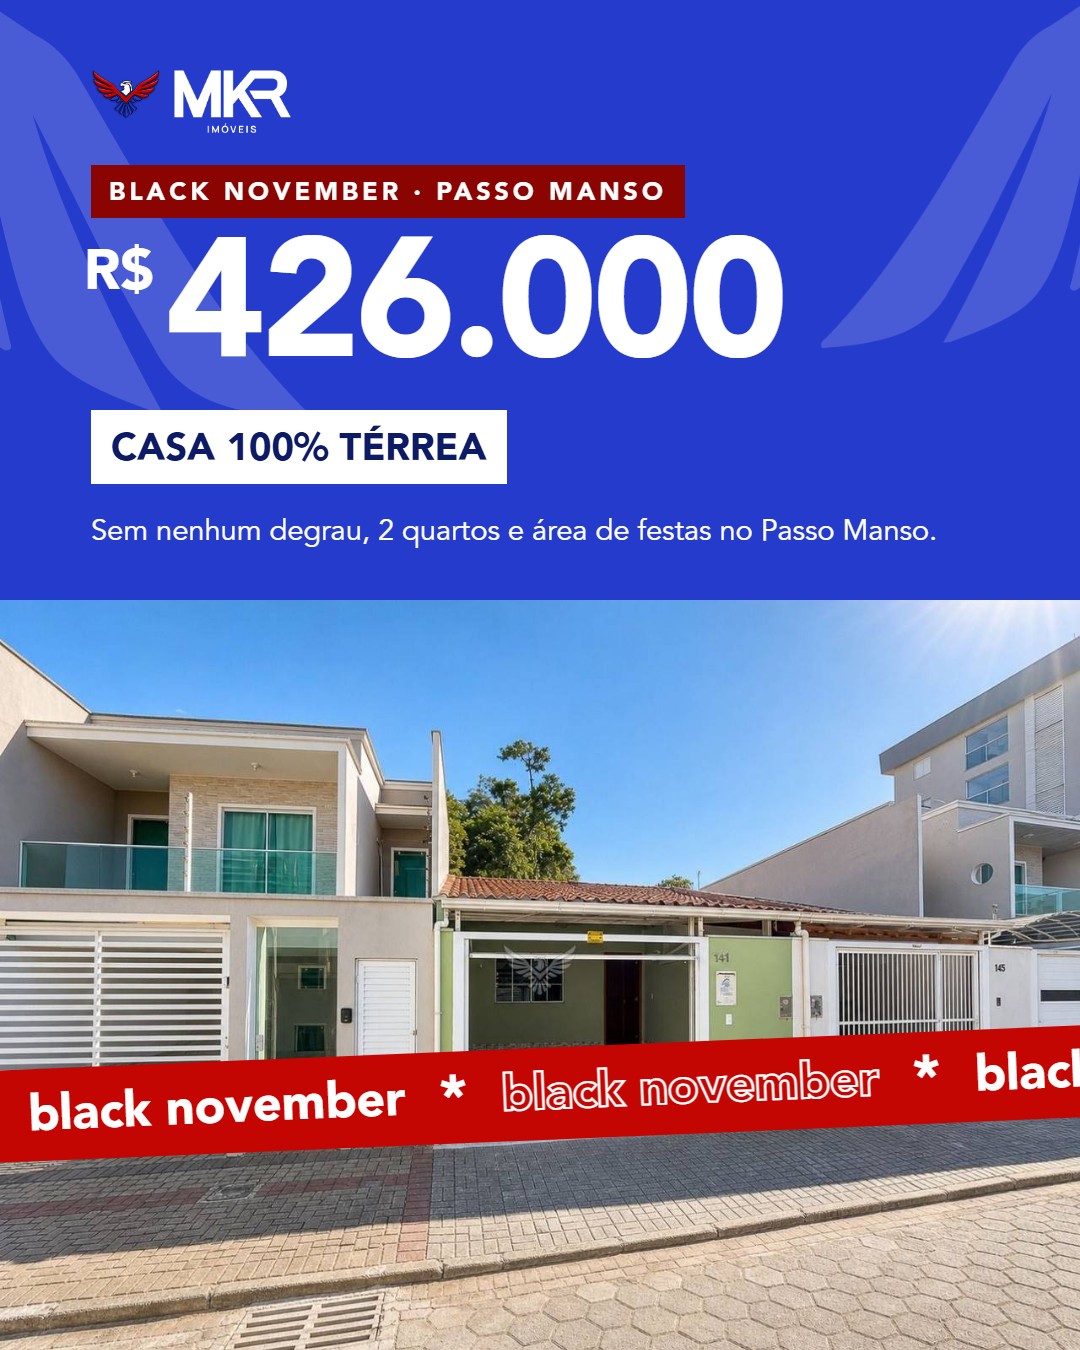 MKR
IMÓVEIS
BLACK NOVEMBER · PASSO MANSO
R$ 426.000
CASA 100% TÉRREA
Sem nenhum degrau, 2 quartos e área de festas no Passo Manso.
141
145
black november * black november * blac